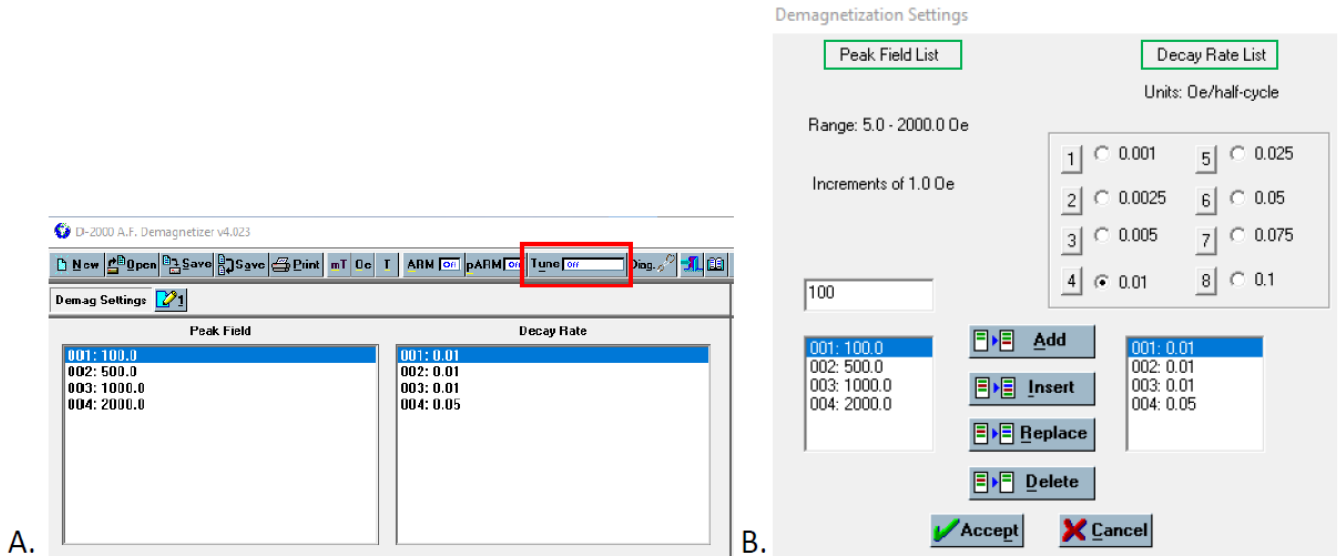 D-2000 A.F. Demagnetizer v4.023
New Open Save Save Print mT Oe T ARM Off pARM Off Tune Off Diag.
Demag Settings 1
Peak Field Decay Rate
001: 100.0 001: 0.01
002: 500.0 002: 0.01
003: 1000.0 003: 0.01
004: 2000.0 004: 0.05
A.
Demagnetization Settings
Peak Field List Decay Rate List
Units: Oe/half-cycle
Range: 5.0 - 2000.0 Oe
Increments of 1.0 Oe
1 0.001 5 0.025
2 0.0025 6 0.05
3 0.005 7 0.075
4 0.01 8 0.1
100
001: 100.0 Add 001: 0.01
002: 500.0 002: 0.01
003: 1000.0 Insert 003: 0.01
004: 2000.0 004: 0.05
Replace
Delete
Accept Cancel
B.